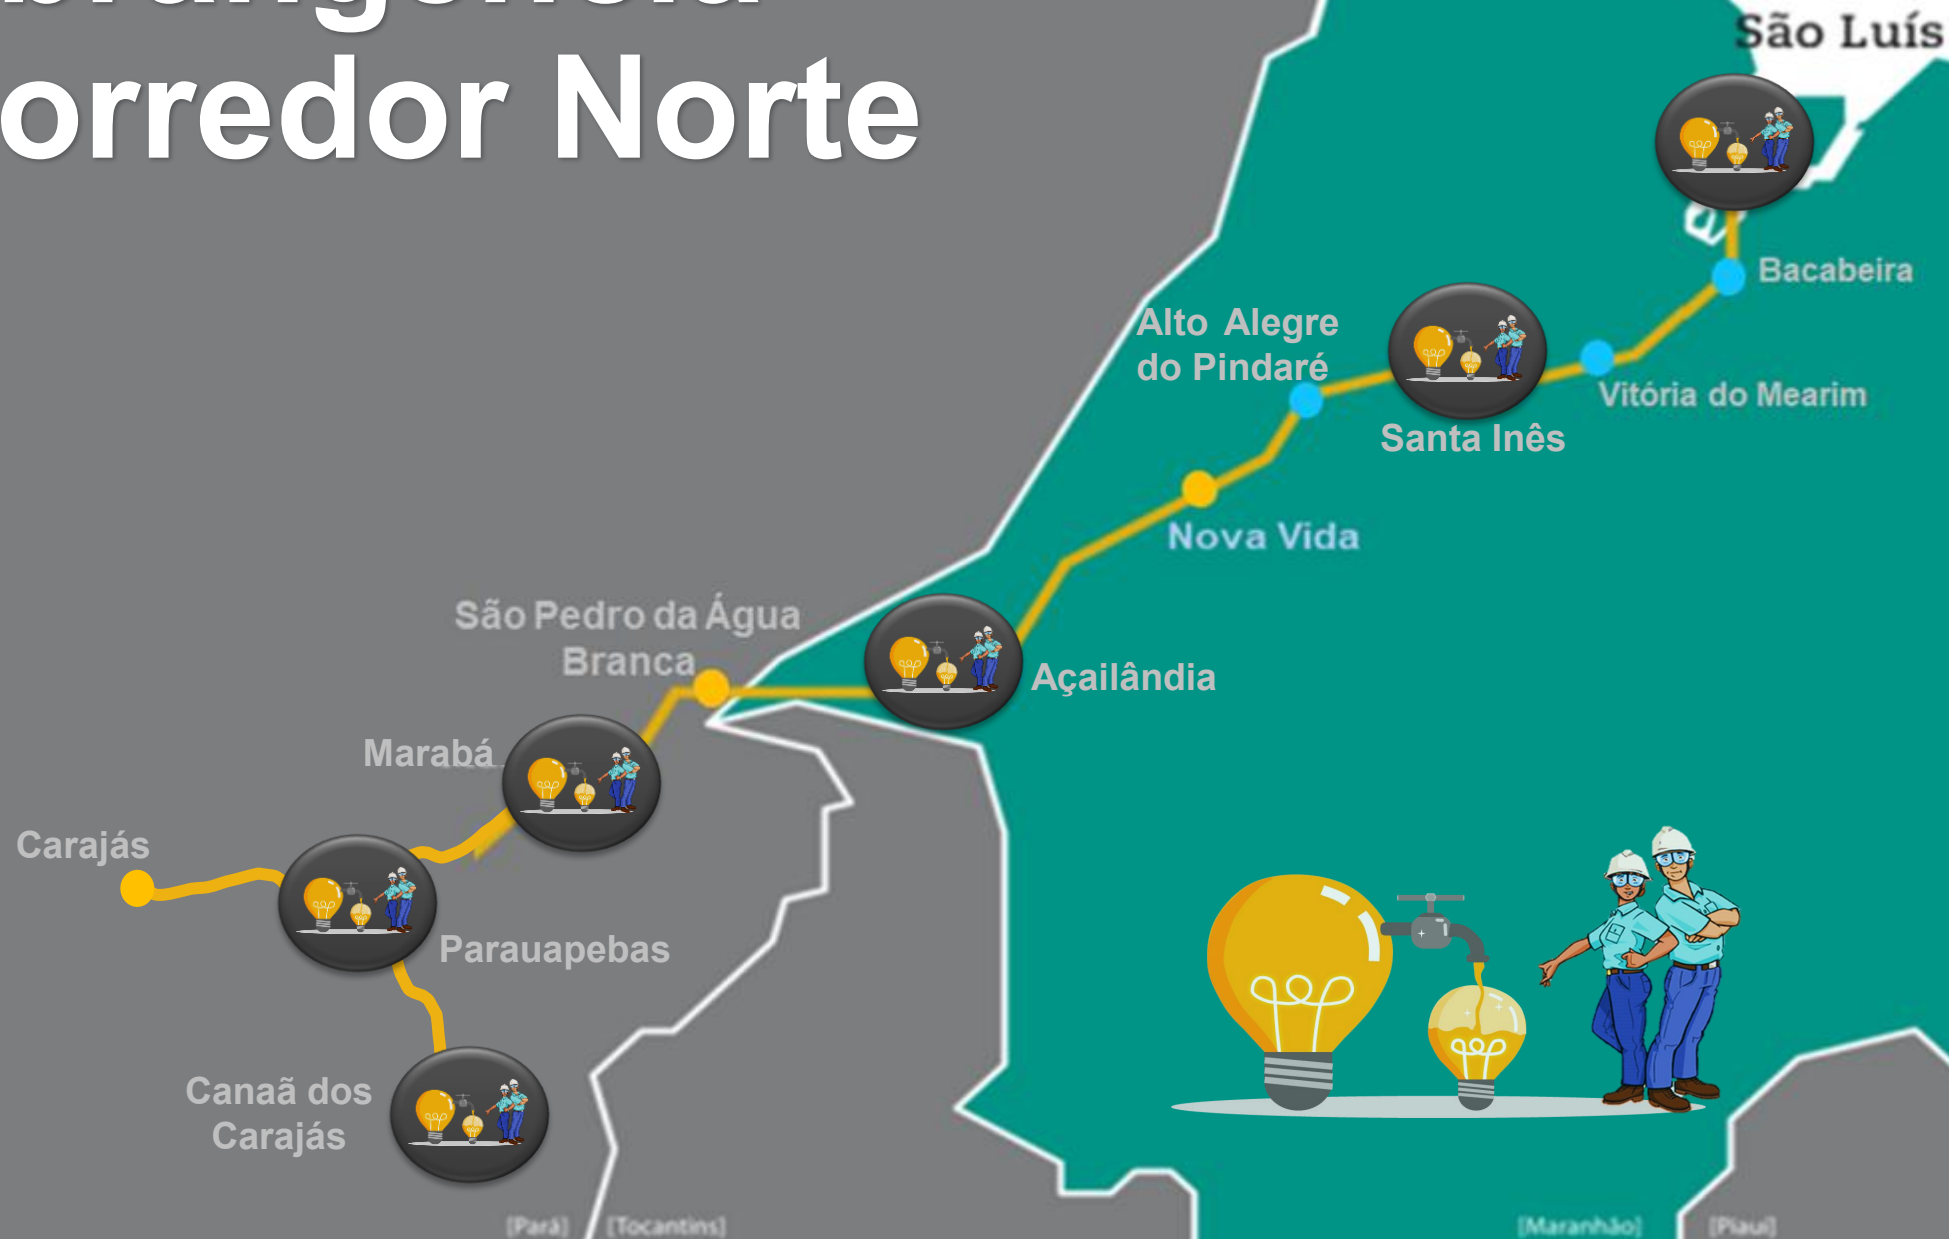 brangência
orredor Norte
São Luís
Bacabeira
Alto Alegre
do Pindaré
Vitória do Mearim
Santa Inês
Nova Vida
São Pedro da Água
Branca
Açailândia
Marabá
Carajás
Parauapebas
Canaã dos
Carajás
[Pará] [Tocantins] [Maranhão] [Piauí]